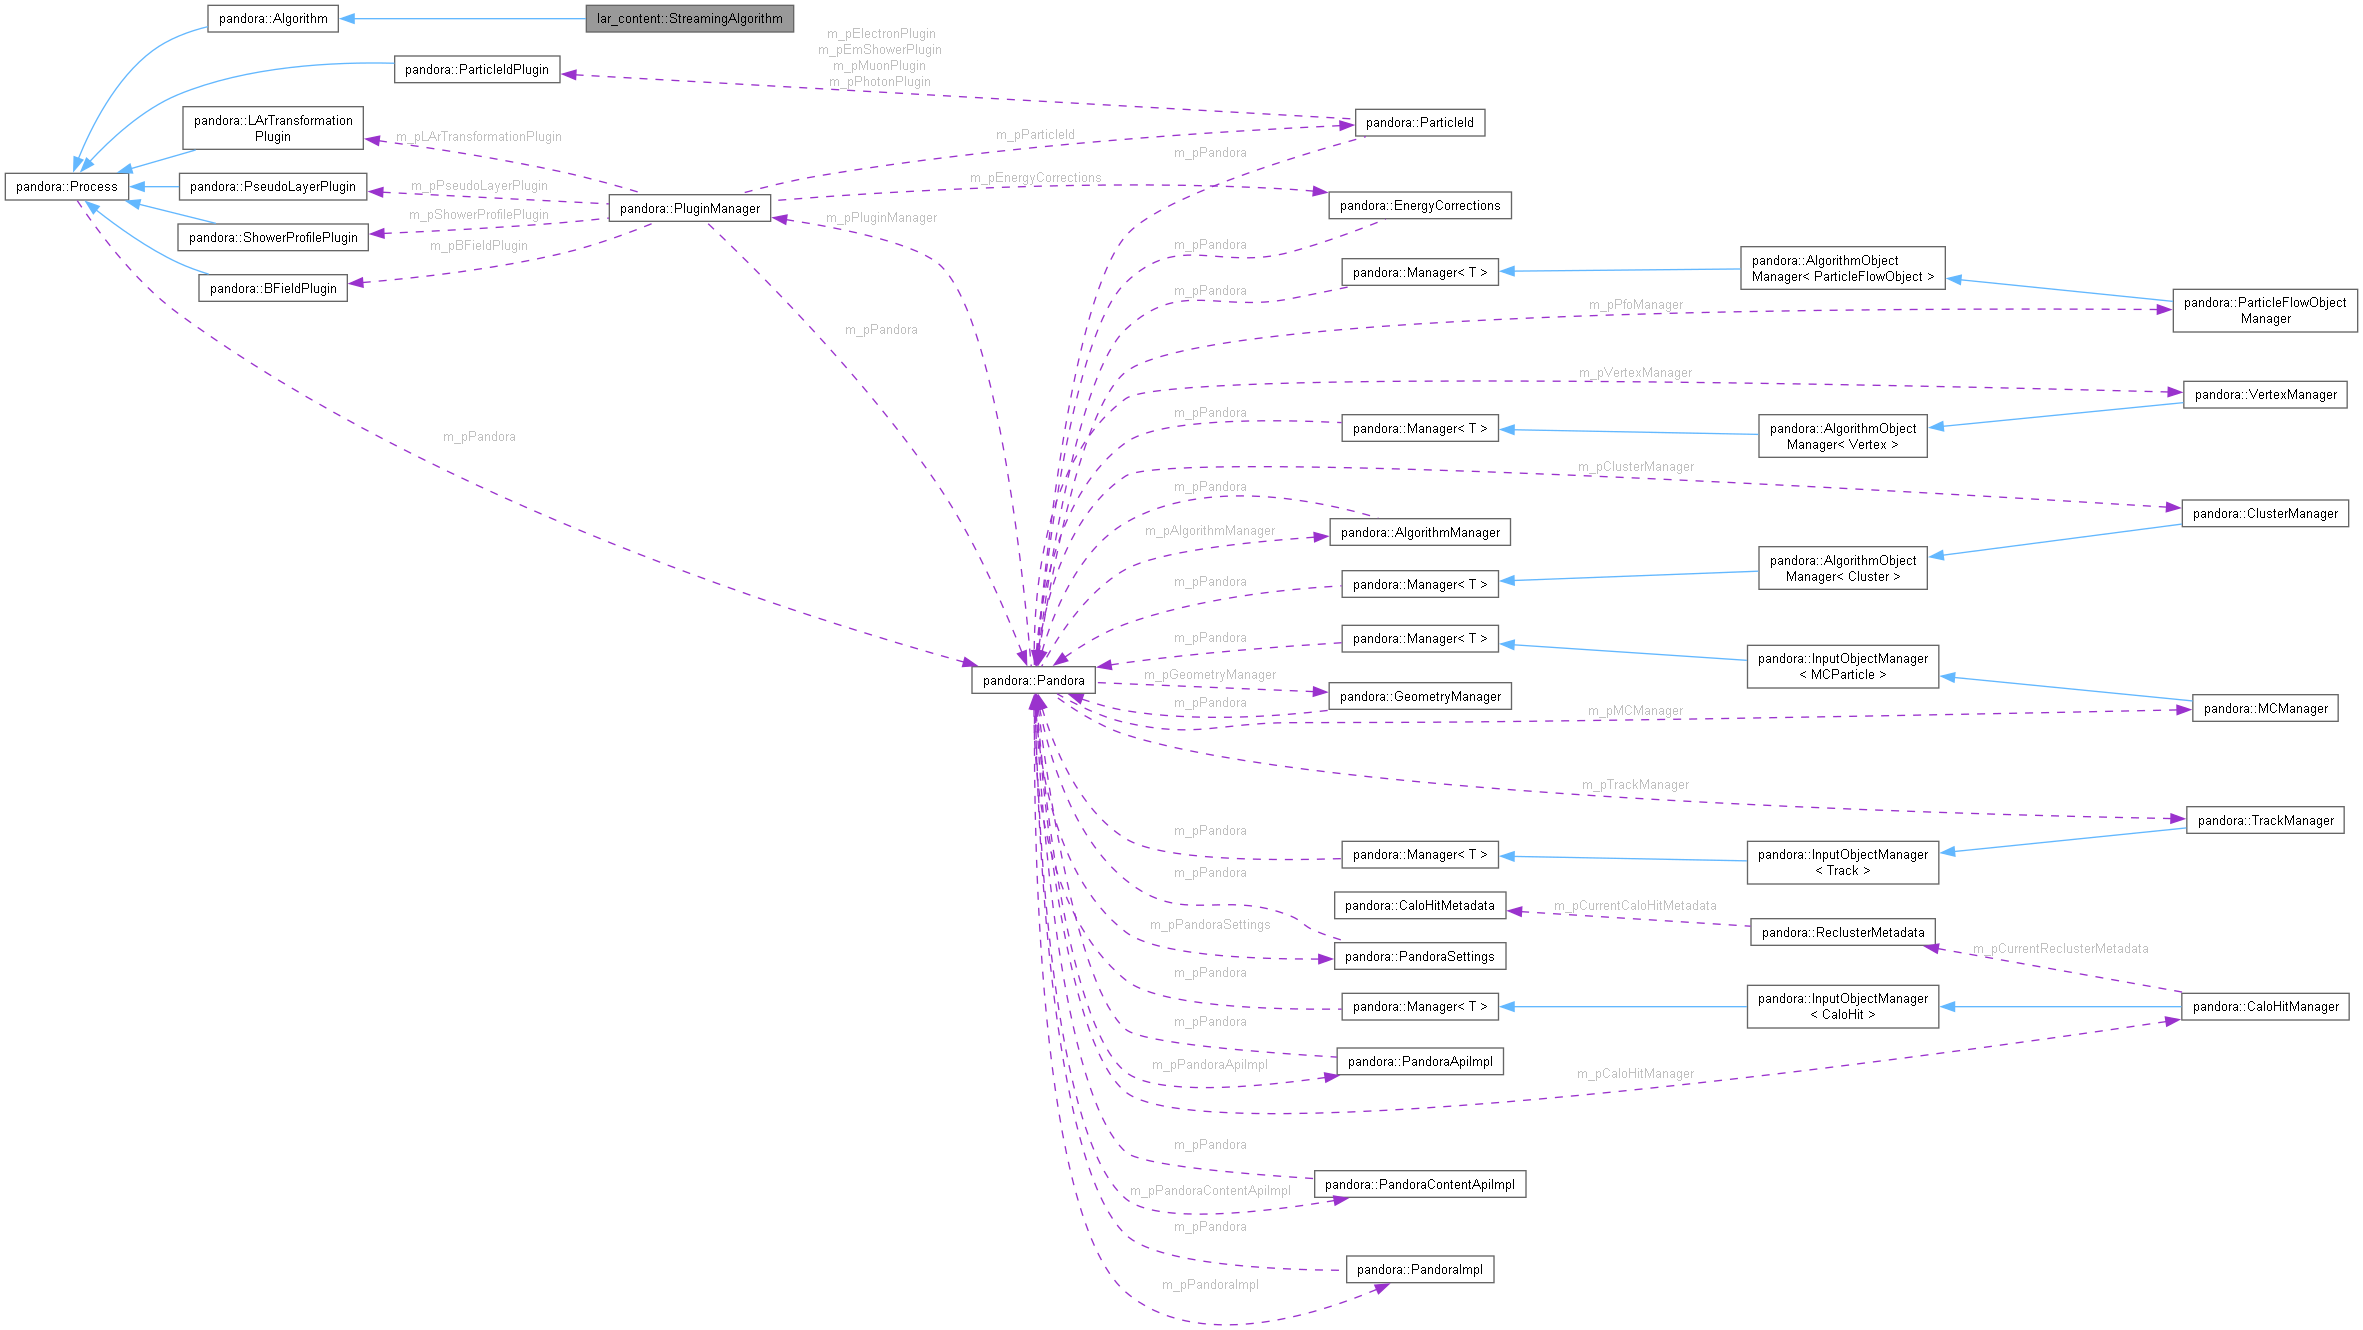 pandora::Algorithm
lar_content::StreamingAlgorithm
m_pElectronPlugin
m_pEmShowerPlugin
m_pMuonPlugin
m_pPhotonPlugin
pandora::ParticleIdPlugin
pandora::LArTransformation
Plugin
m_pLArTransformationPlugin
m_pParticleId
pandora::ParticleId
m_pPandora
pandora::Process
pandora::PseudoLayerPlugin
m_pPseudoLayerPlugin
m_pEnergyCorrections
pandora::PluginManager
pandora::EnergyCorrections
m_pShowerProfilePlugin
m_pPluginManager
pandora::ShowerProfilePlugin
m_pBFieldPlugin
m_pPandora
pandora::BFieldPlugin
pandora::Manager< T >
pandora::AlgorithmObject
Manager< ParticleFlowObject >
m_pPandora
m_pPfoManager
pandora::ParticleFlowObject
Manager
m_pPandora
m_pVertexManager
pandora::VertexManager
m_pPandora
pandora::Manager< T >
pandora::AlgorithmObject
Manager< Vertex >
m_pPandora
m_pClusterManager
m_pPandora
pandora::ClusterManager
m_pAlgorithmManager
pandora::AlgorithmManager
pandora::AlgorithmObject
Manager< Cluster >
m_pPandora
pandora::Manager< T >
m_pPandora
pandora::Manager< T >
pandora::InputObjectManager
< MCParticle >
pandora::Pandora
m_pGeometryManager
m_pPandora
pandora::GeometryManager
m_pMCManager
pandora::MCManager
m_pTrackManager
pandora::TrackManager
m_pPandora
pandora::Manager< T >
pandora::InputObjectManager
< Track >
m_pPandora
pandora::CaloHitMetadata
m_pCurrentCaloHitMetadata
m_pPandoraSettings
pandora::ReclusterMetadata
pandora::PandoraSettings
m_pCurrentReclusterMetadata
m_pPandora
pandora::Manager< T >
pandora::InputObjectManager
< CaloHit >
pandora::CaloHitManager
m_pPandora
m_pPandoraApiImpl
pandora::PandoraApiImpl
m_pCaloHitManager
m_pPandora
m_pPandoraContentApiImpl
pandora::PandoraContentApiImpl
m_pPandora
pandora::PandoraImpl
m_pPandoraImpl